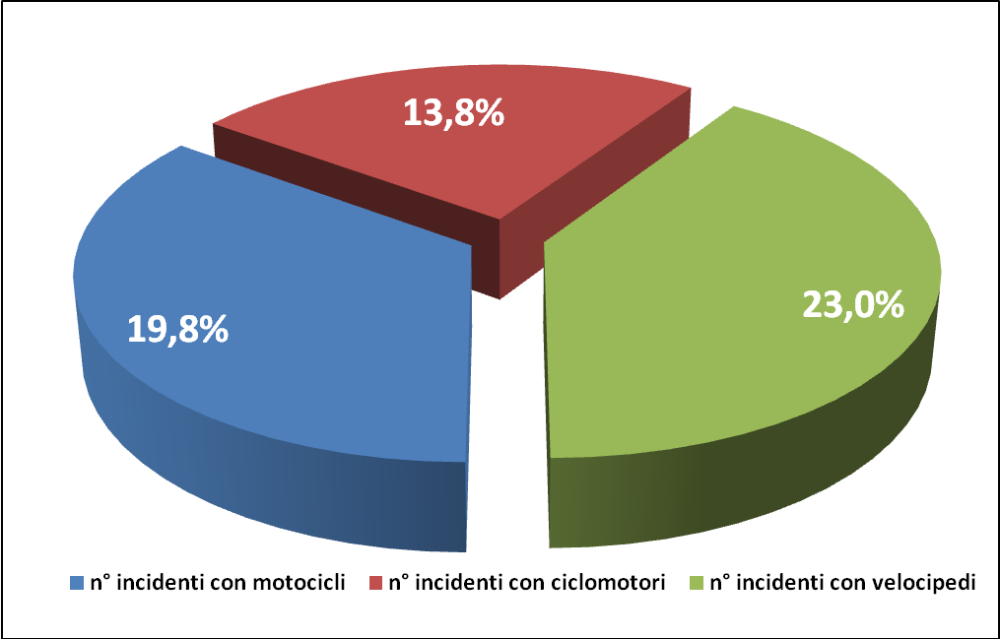 13,8%
19,8%
23,0%
n° incidenti con motocicli n° incidenti con ciclomotori n° incidenti con velocipedi